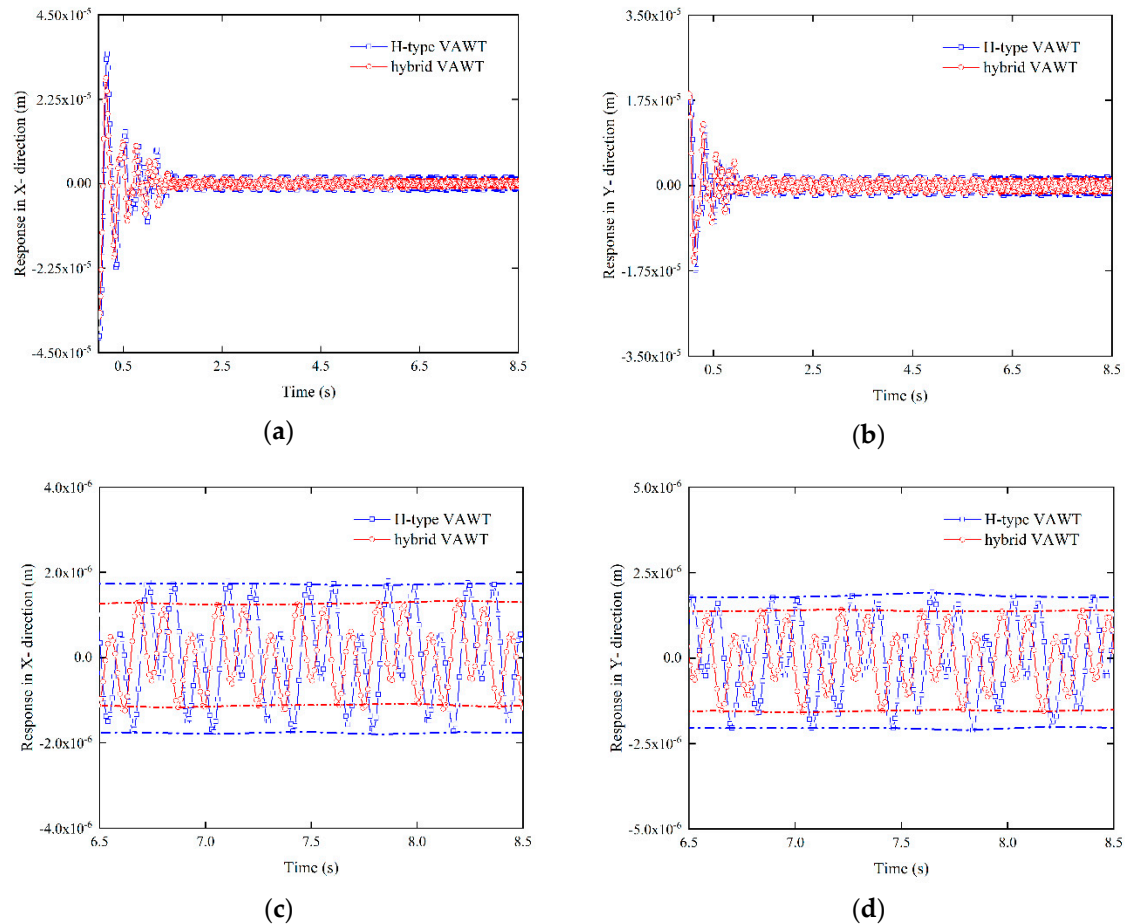 4.50x10⁻⁵
2.25x10⁻⁵
0.00
-2.25x10⁻⁵
-4.50x10⁻⁵
Response in X- direction (m)
H-type VAWT
hybrid VAWT
0.5 2.5 4.5 6.5 8.5
Time (s)
(a)
3.50x10⁻⁵
1.75x10⁻⁵
0.00
-1.75x10⁻⁵
-3.50x10⁻⁵
Response in Y- direction (m)
H-type VAWT
hybrid VAWT
0.5 2.5 4.5 6.5 8.5
Time (s)
(b)
4.0x10⁻⁶
2.0x10⁻⁶
0.0
-2.0x10⁻⁶
-4.0x10⁻⁶
Response in X- direction (m)
H-type VAWT
hybrid VAWT
6.5 7.0 7.5 8.0 8.5
Time (s)
(c)
5.0x10⁻⁶
2.5x10⁻⁶
0.0
-2.5x10⁻⁶
-5.0x10⁻⁶
Response in Y- direction (m)
H-type VAWT
hybrid VAWT
6.5 7.0 7.5 8.0 8.5
Time (s)
(d)